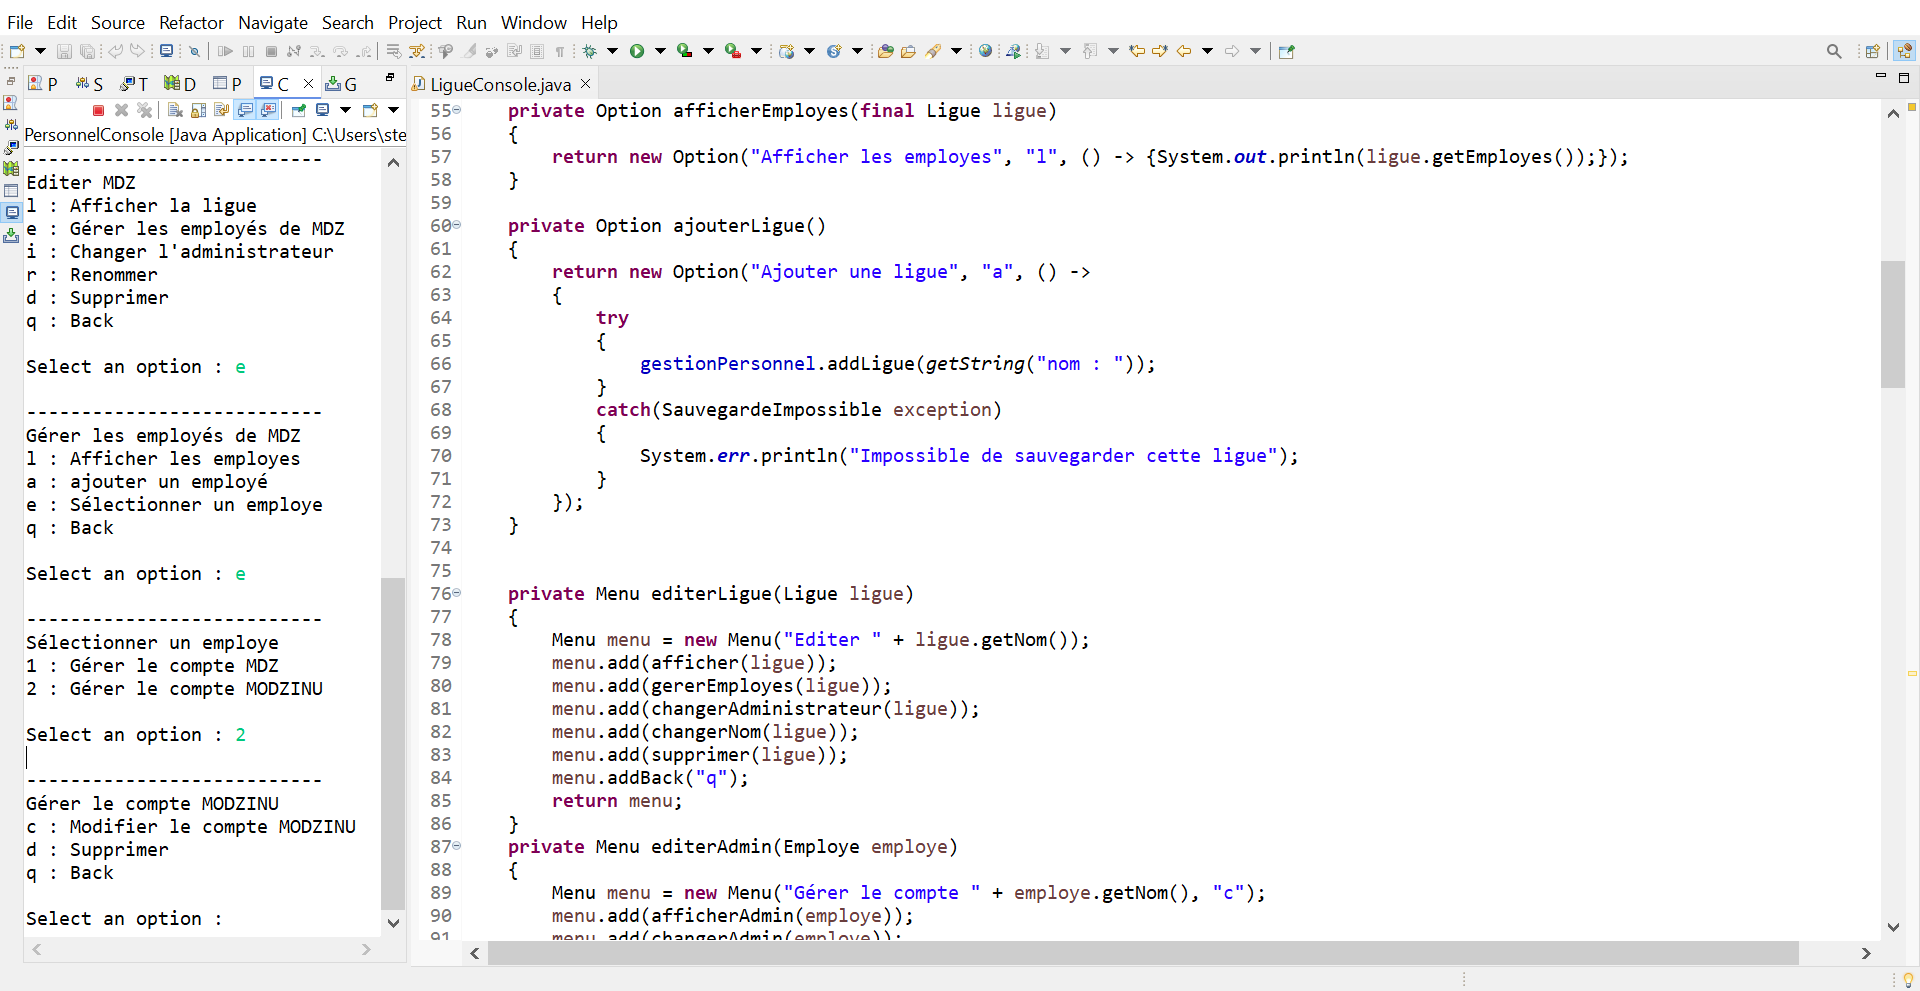 File Edit Source Refactor Navigate Search Project Run Window Help
P S T D P C G
LigueConsole.java
PersonnelConsole [Java Application] C:\Users\ste
---------------------------
Editer MDZ
l : Afficher la ligue
e : Gérer les employés de MDZ
i : Changer l'administrateur
r : Renommer
d : Supprimer
q : Back
Select an option : e
---------------------------
Gérer les employés de MDZ
l : Afficher les employes
a : ajouter un employé
e : Sélectionner un employe
q : Back
Select an option : e
---------------------------
Sélectionner un employe
1 : Gérer le compte MDZ
2 : Gérer le compte MODZINU
Select an option : 2
---------------------------
Gérer le compte MODZINU
c : Modifier le compte MODZINU
d : Supprimer
q : Back
Select an option :
55 private Option afficherEmployes(final Ligue ligue)
56 {
57 return new Option("Afficher les employes", "l", () -> {System.out.println(ligue.getEmployes());});
58 }
59
60 private Option ajouterLigue()
61 {
62 return new Option("Ajouter une ligue", "a", () ->
63 {
64 try
65 {
66 gestionPersonnel.addLigue(getString("nom : "));
67 }
68 catch(SauvegardeImpossible exception)
69 {
70 System.err.println("Impossible de sauvegarder cette ligue");
71 }
72 });
73 }
74
75
76 private Menu editerLigue(Ligue ligue)
77 {
78 Menu menu = new Menu("Editer " + ligue.getNom());
79 menu.add(afficher(ligue));
80 menu.add(gererEmployes(ligue));
81 menu.add(changerAdministrateur(ligue));
82 menu.add(changerNom(ligue));
83 menu.add(supprimer(ligue));
84 menu.addBack("q");
85 return menu;
86 }
87 private Menu editerAdmin(Employe employe)
88 {
89 Menu menu = new Menu("Gérer le compte " + employe.getNom(), "c");
90 menu.add(afficherAdmin(employe));
91 menu.add(changerAdmin(employe));